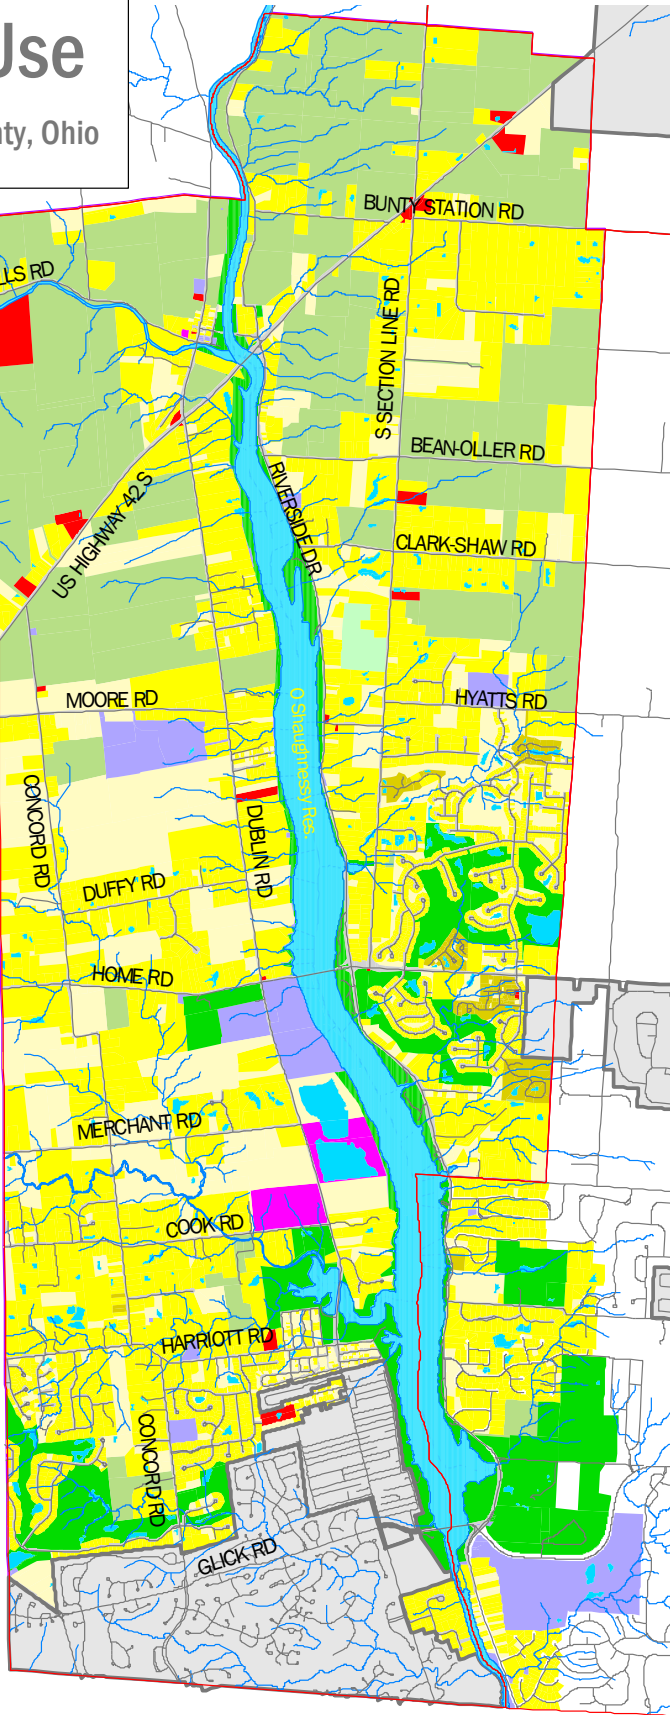 Use
nty, Ohio
BUNTY STATION RD
LLS RD
S SECTION LINE RD
BEAN-OLLER RD
RIVERSIDE DR
US HIGHWAY 42 S
CLARK-SHAW RD
MOORE RD
HYATTS RD
O Shaughnessy Res.
CONCORD RD
DUBLIN RD
DUFFY RD
HOME RD
MERCHANT RD
COOK RD
HARRIOTT RD
CONCORD RD
GLICK RD